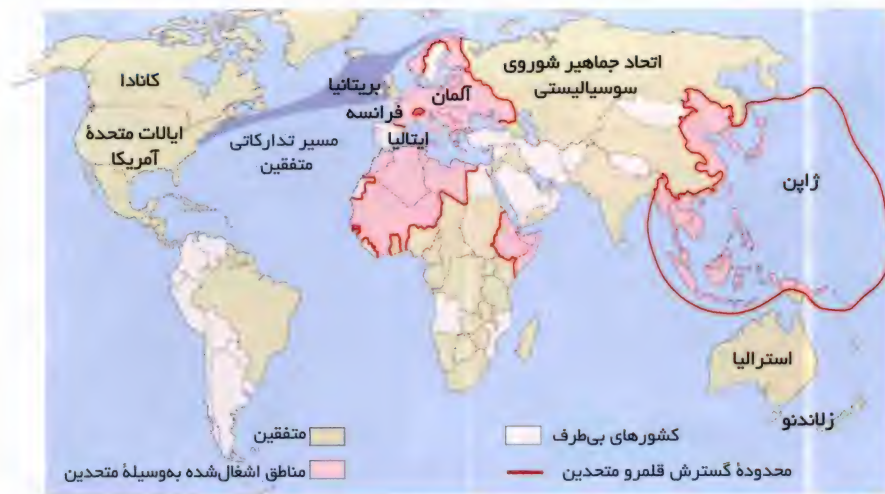 کانادا
ایالات متحدهٔ
آمریکا
بریتانیا
فرانسه
آلمان
ایتالیا
مسیر تدارکاتی
متفقین
اتحاد جماهیر شوروی
سوسیالیستی
ژاپن
استرالیا
زلاندنو
کشورهای بی‌طرف
محدودهٔ گسترش قلمرو متحدین
متفقین
مناطق اشغال‌شده به‌وسیلهٔ متحدین